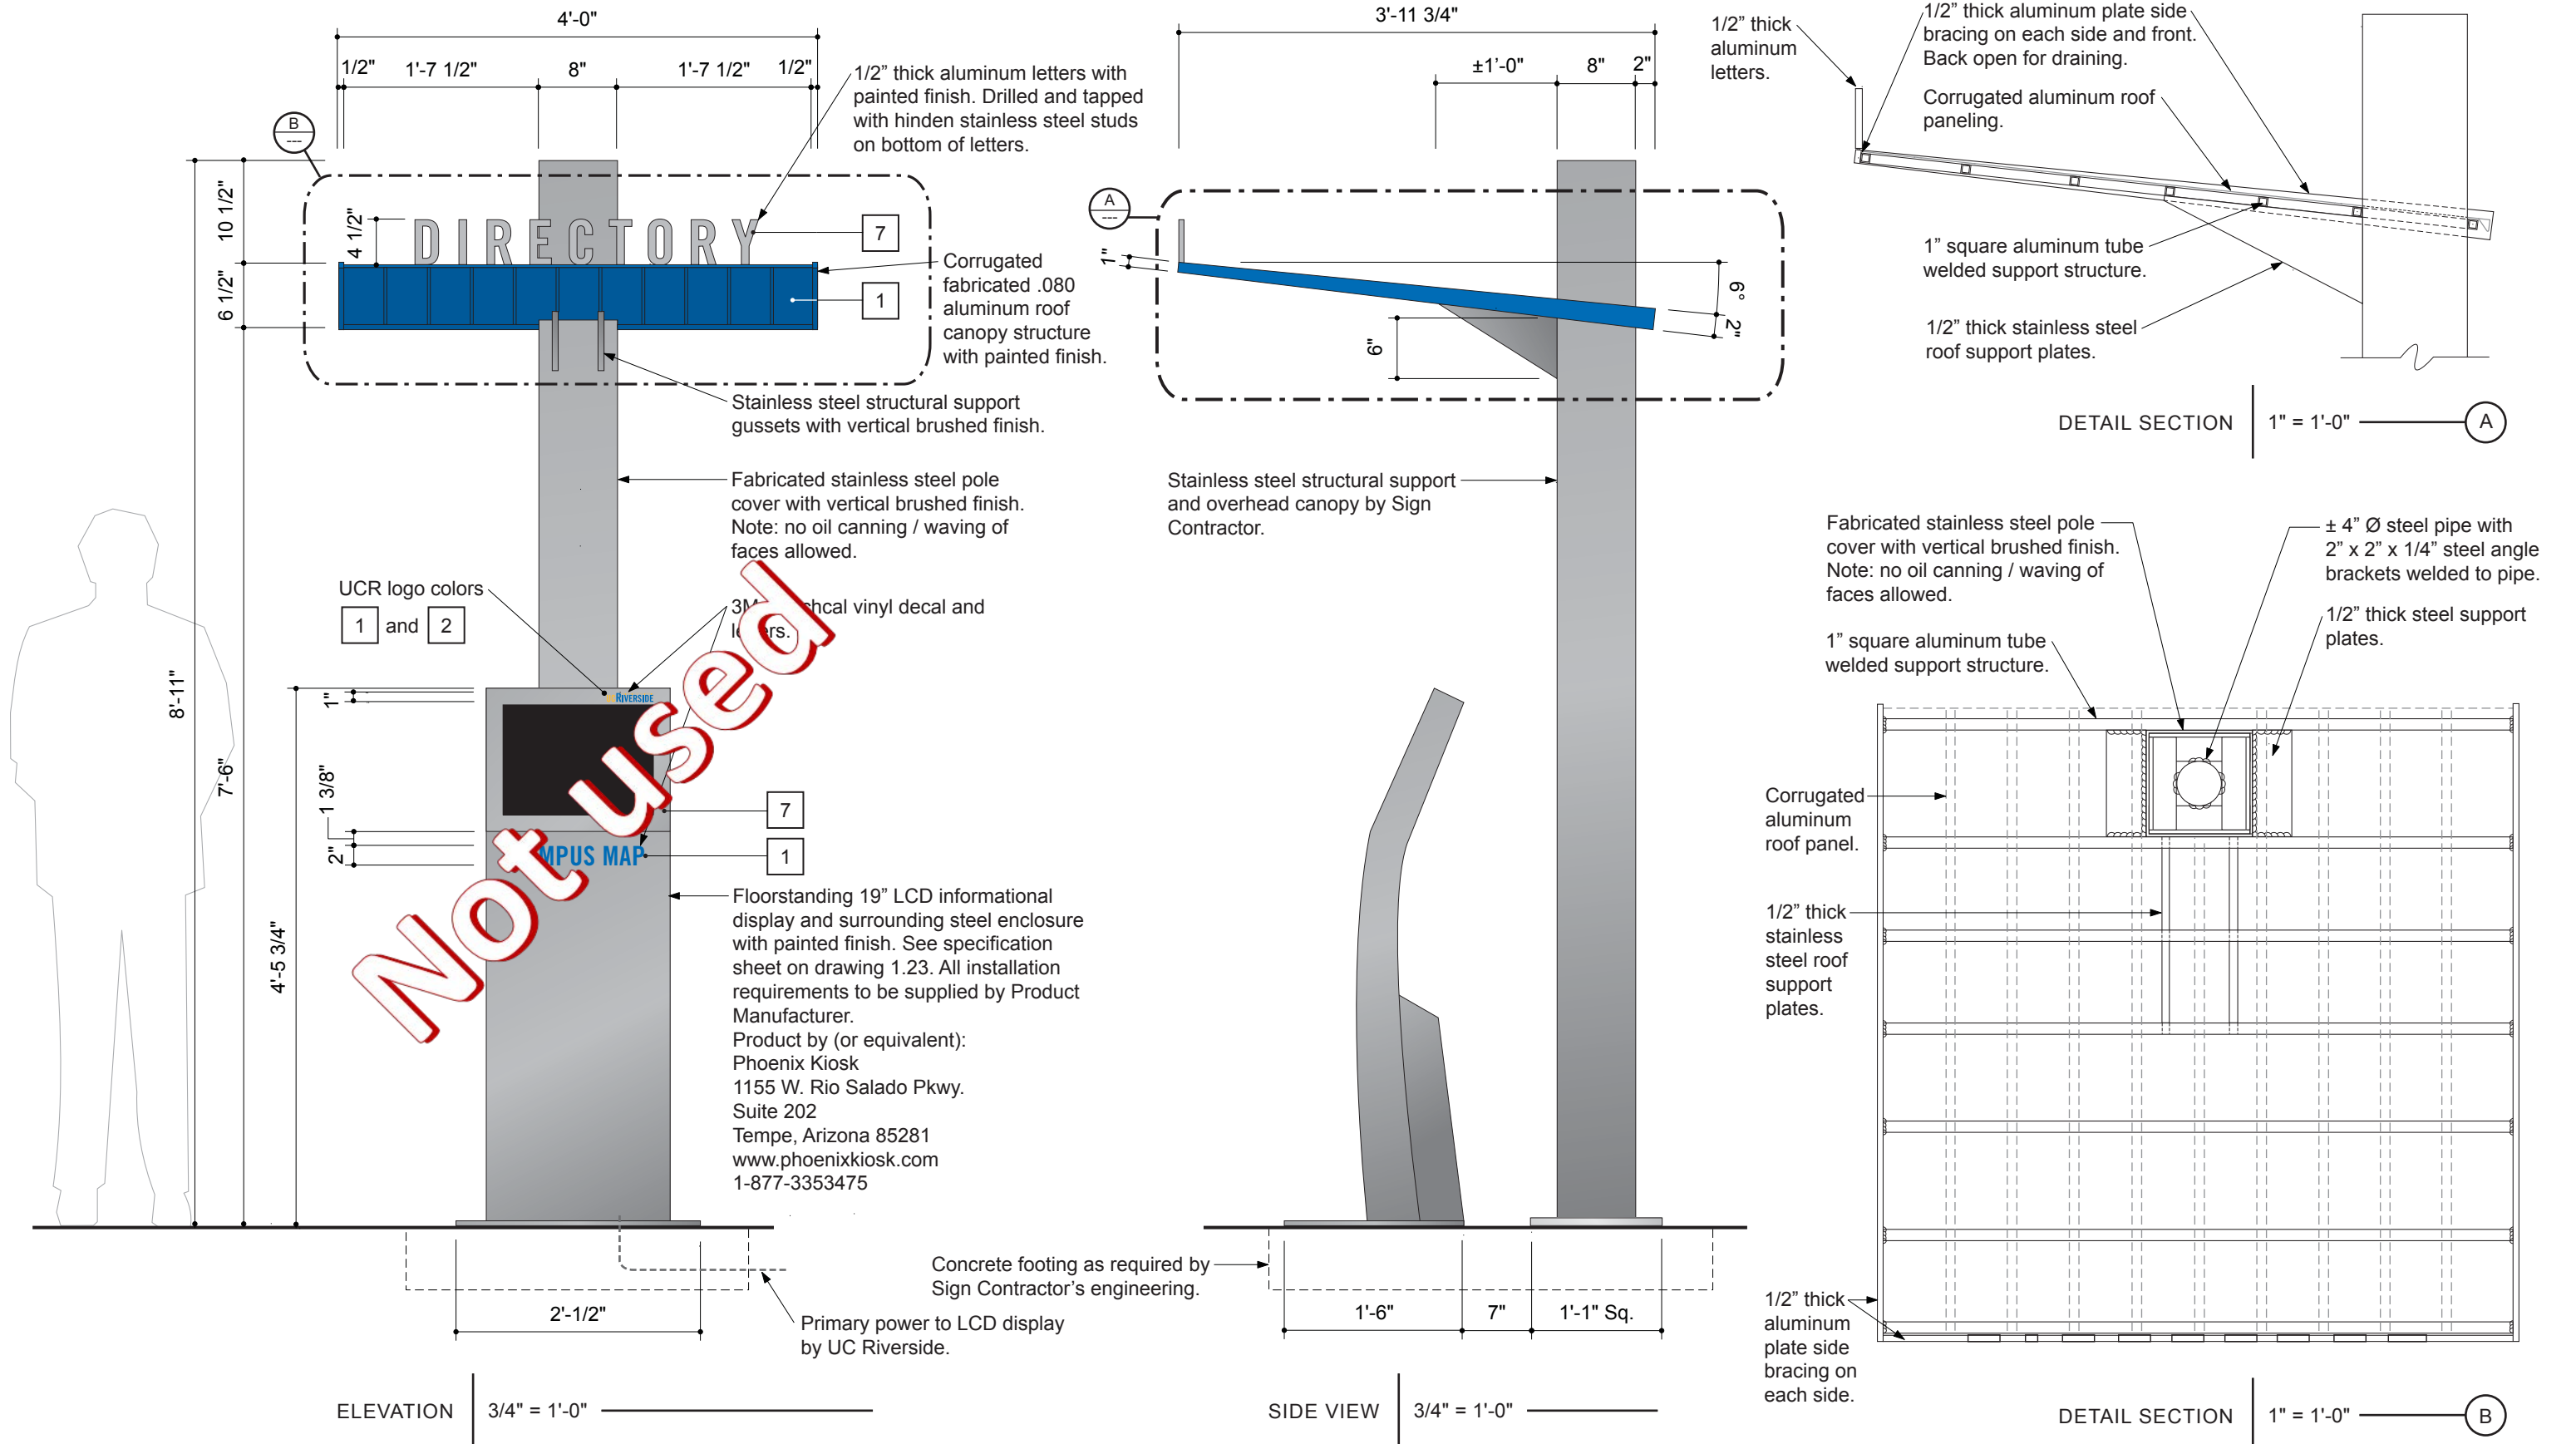 4'-0"
1/2"
1'-7 1/2"
8"
1'-7 1/2"
1/2"
B
---
1/2” thick aluminum letters with
painted finish. Drilled and tapped
with hinden stainless steel studs
on bottom of letters.
10 1/2"
4 1/2"
DIRECTORY
7
6 1/2"
1
Corrugated
fabricated .080
aluminum roof
canopy structure
with painted finish.
Stainless steel structural support
gussets with vertical brushed finish.
Fabricated stainless steel pole
cover with vertical brushed finish.
Note: no oil canning / waving of
faces allowed.
UCR logo colors
1 and 2
3M
vinyl decal and
8'-11"
7'-6"
4'-5 3/4"
1"
RIVERSIDE
1 3/8"
2"
7
1
MPUS MAP
Not used
Floorstanding 19” LCD informational
display and surrounding steel enclosure
with painted finish. See specification
sheet on drawing 1.23. All installation
requirements to be supplied by Product
Manufacturer.
Product by (or equivalent):
Phoenix Kiosk
1155 W. Rio Salado Pkwy.
Suite 202
Tempe, Arizona 85281
www.phoenixkiosk.com
1-877-3353475
2'-1/2"
Primary power to LCD display
by UC Riverside.
ELEVATION 3/4" = 1'-0"
3'-11 3/4"
±1’-0"
8"
2"
A
---
1"
6°
2"
6"
Stainless steel structural support
and overhead canopy by Sign
Contractor.
Concrete footing as required by
Sign Contractor’s engineering.
1'-6"
7"
1'-1" Sq.
SIDE VIEW 3/4" = 1'-0"
1/2” thick
aluminum
letters.
1/2” thick aluminum plate side
bracing on each side and front.
Back open for draining.
Corrugated aluminum roof
paneling.
1” square aluminum tube
welded support structure.
1/2” thick stainless steel
roof support plates.
DETAIL SECTION 1" = 1'-0" A
Fabricated stainless steel pole
cover with vertical brushed finish.
Note: no oil canning / waving of
faces allowed.
1” square aluminum tube
welded support structure.
± 4” Ø steel pipe with
2” x 2” x 1/4” steel angle
brackets welded to pipe.
1/2” thick steel support
plates.
Corrugated
aluminum
roof panel.
1/2” thick
stainless
steel roof
support
plates.
1/2” thick
aluminum
plate side
bracing on
each side.
DETAIL SECTION 1" = 1'-0" B